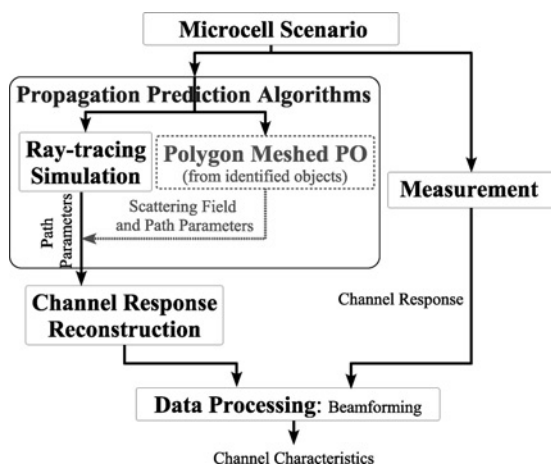 Microcell Scenario
Propagation Prediction Algorithms
Ray-tracing
Simulation
Polygon Meshed PO
(from identified objects)
Measurement
Scattering Field
and Path Parameters
Path
Parameters
Channel Response
Channel Response
Reconstruction
Data Processing: Beamforming
Channel Characteristics